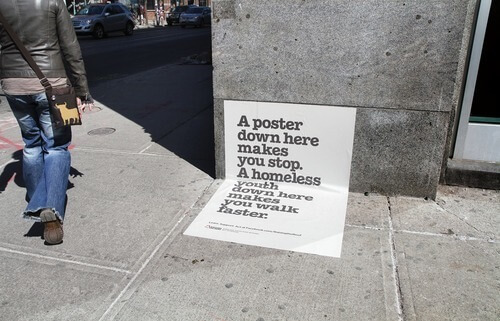 A poster
down here
makes
you stop.
A homeless
youth
down here
makes
you walk
faster.